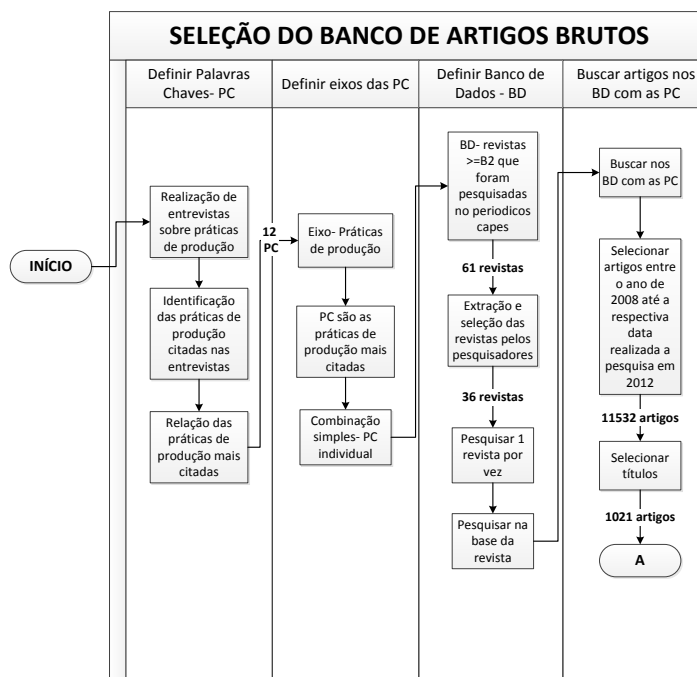 SELEÇÃO DO BANCO DE ARTIGOS BRUTOS
Definir Palavras
Chaves- PC
Definir eixos das PC
Definir Banco de
Dados - BD
Buscar artigos nos
BD com as PC
INÍCIO
Realização de
entrevistas
sobre práticas
de produção
Identificação
das práticas de
produção
citadas nas
entrevistas
Relação das
práticas de
produção mais
citadas
12
PC
Eixo- Práticas
de produção
PC são as
práticas de
produção mais
citadas
Combinação
simples- PC
individual
BD- revistas
>=B2 que
foram
pesquisadas
no periodicos
capes
61 revistas
Extração e
seleção das
revistas pelos
pesquisadores
36 revistas
Pesquisar 1
revista por
vez
Pesquisar na
base da
revista
Buscar nos
BD com as PC
Selecionar
artigos entre
o ano de
2008 até a
respectiva
data
realizada a
pesquisa em
2012
11532 artigos
Selecionar
títulos
1021 artigos
A